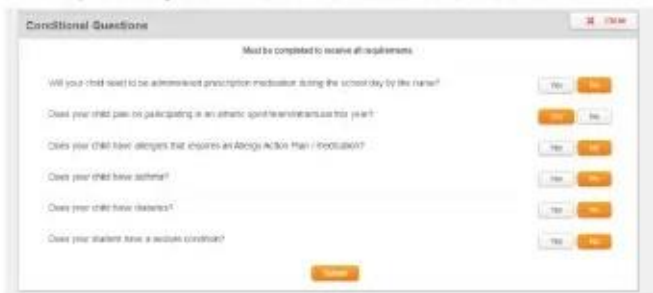 Conditional Questions
Close
Must be completed to receive all requirements
Will your child need to be administered prescription medication during the school day by the nurse?
Yes No
Does your child plan on participating in an athletic sport/team/intramural this year?
Yes No
Does your child have allergies that requires an Allergy Action Plan / medication?
Yes No
Does your child have asthma?
Yes No
Does your child have diabetes?
Yes No
Does your student have a seizure condition?
Yes No
Submit